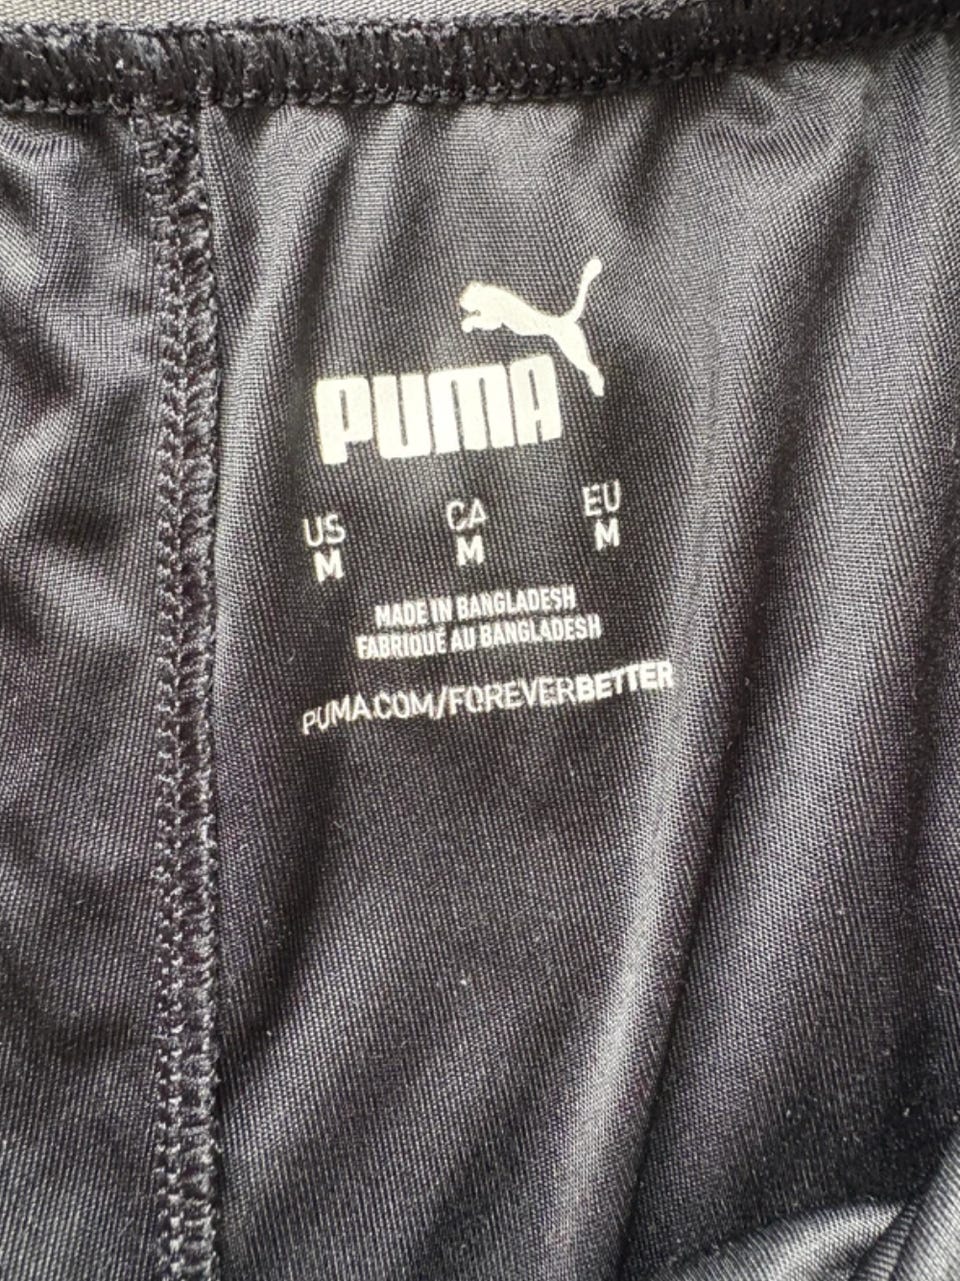 PUMA
US CA EU
M M M
MADE IN BANGLADESH
FABRIQUÉ AU BANGLADESH
PUMA.COM/FOREVERBETTER